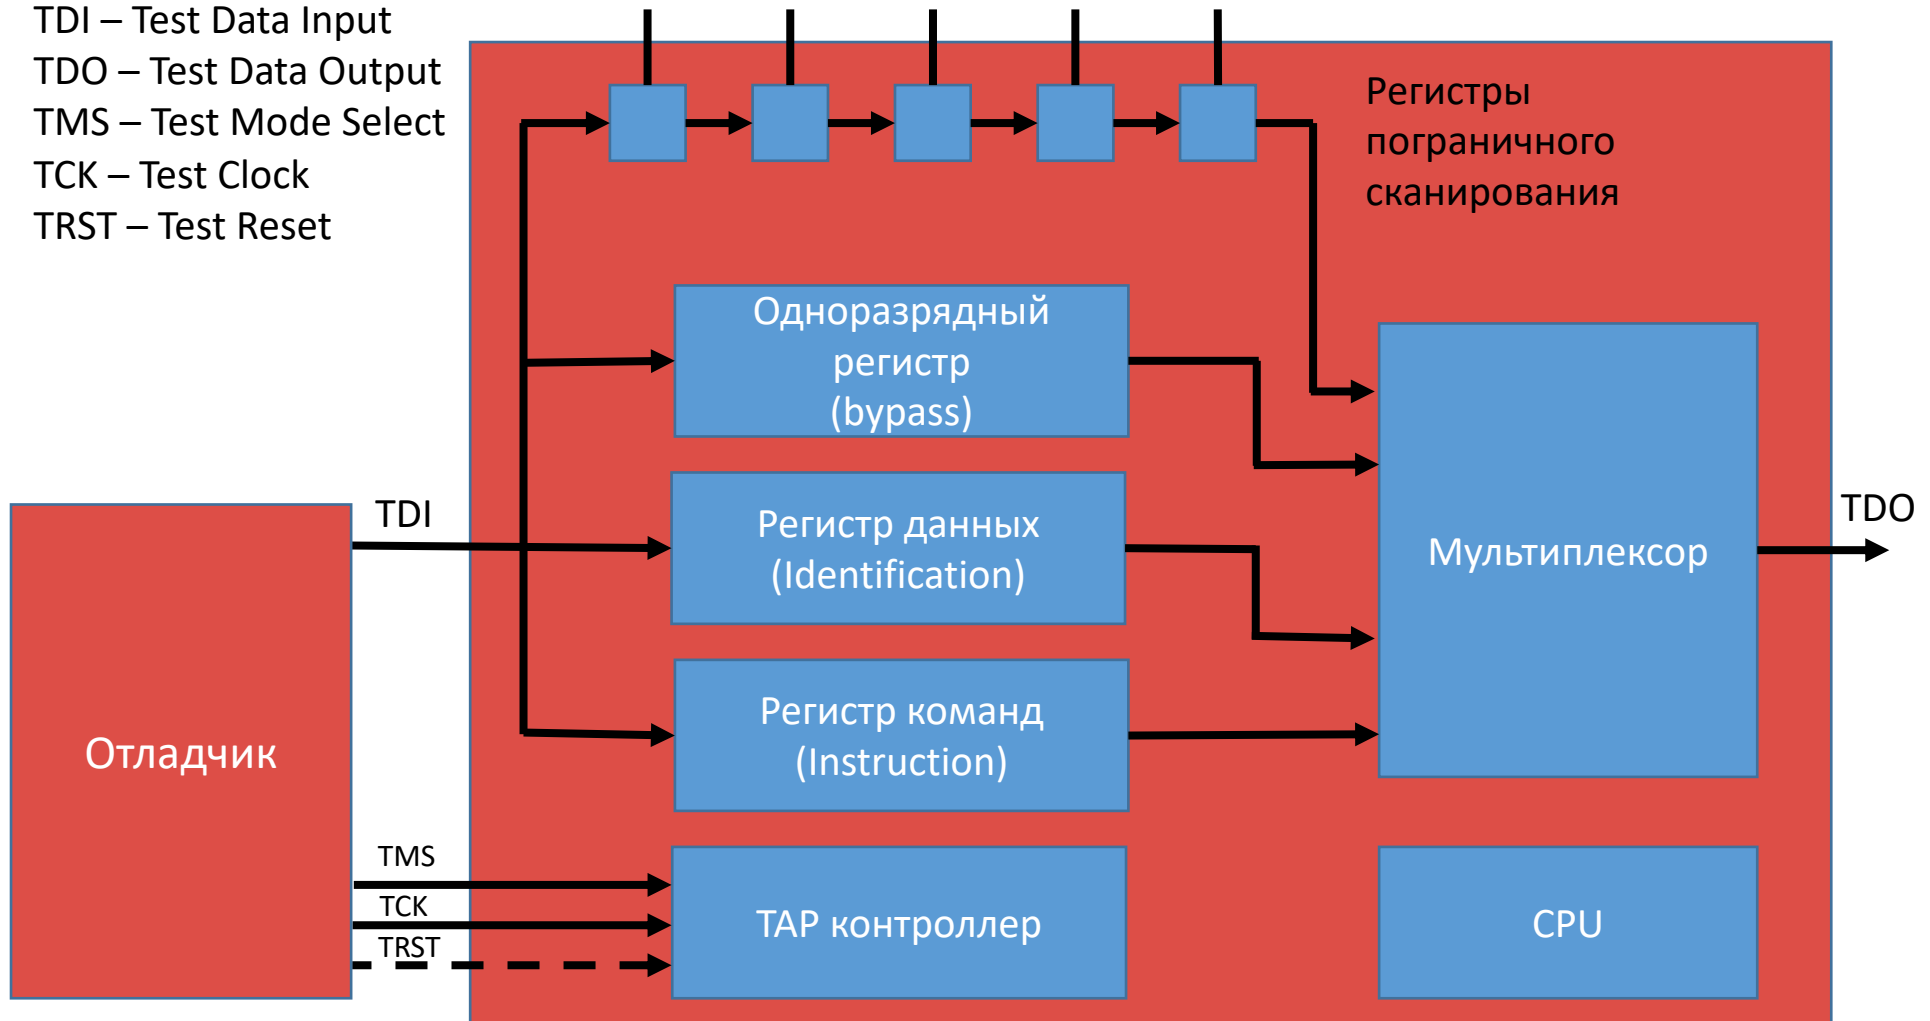 TDI – Test Data Input
TDO – Test Data Output
TMS – Test Mode Select
TCK – Test Clock
TRST – Test Reset
Регистры
пограничного
сканирования
Одноразрядный
регистр
(bypass)
TDI
Регистр данных
(Identification)
Мультиплексор
TDO
Регистр команд
(Instruction)
Отладчик
TMS
TCK
TRST
TAP контроллер
CPU